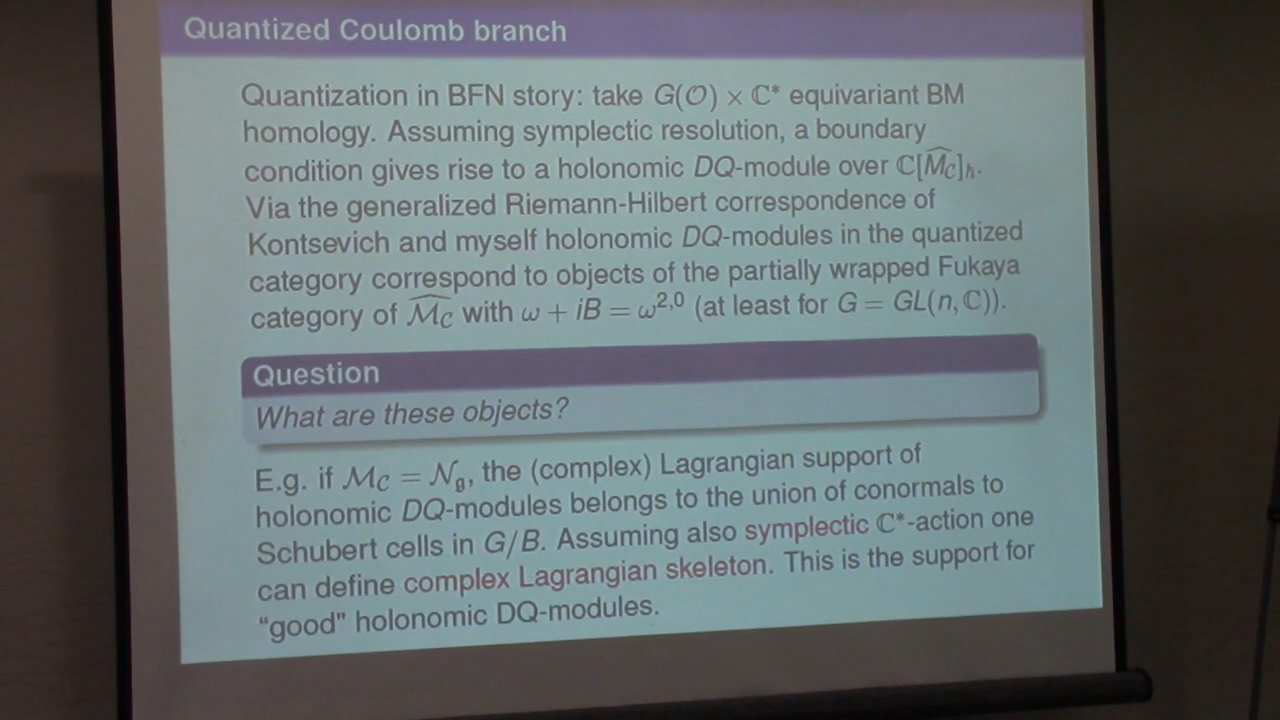 Quantized Coulomb branch
Quantization in BFN story: take G(𝒪) × ℂ* equivariant BM
homology. Assuming symplectic resolution, a boundary
condition gives rise to a holonomic DQ-module over ℂ[\widehat{M_C}]_ℏ.
Via the generalized Riemann-Hilbert correspondence of
Kontsevich and myself holonomic DQ-modules in the quantized
category correspond to objects of the partially wrapped Fukaya
category of \widehat{ℳ_C} with ω + iB = ω^{2,0} (at least for G = GL(n, ℂ)).
Question
What are these objects?
E.g. if ℳ_C = 𝒩_𝔤, the (complex) Lagrangian support of
holonomic DQ-modules belongs to the union of conormals to
Schubert cells in G/B. Assuming also symplectic ℂ*-action one
can define complex Lagrangian skeleton. This is the support for
“good" holonomic DQ-modules.